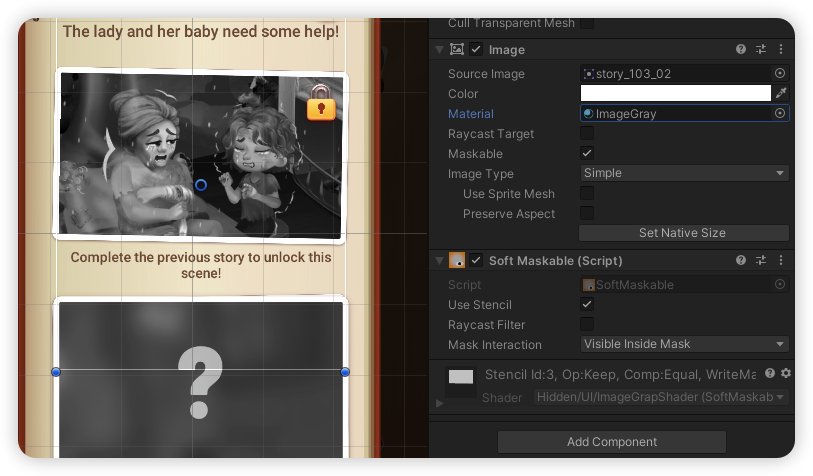 Cull Transparent Mesh
The lady and her baby need some help!
Image
Source Image
story_103_02
Color
Material
ImageGray
Raycast Target
Maskable
Image Type
Simple
Use Sprite Mesh
Preserve Aspect
Set Native Size
Complete the previous story to unlock this
scene!
Soft Maskable (Script)
Script
SoftMaskable
Use Stencil
Raycast Filter
Mask Interaction
Visible Inside Mask
?
Stencil Id:3, Op:Keep, Comp:Equal, WriteMa
Shader
Hidden/UI/ImageGrapShader (SoftMaskab
Add Component